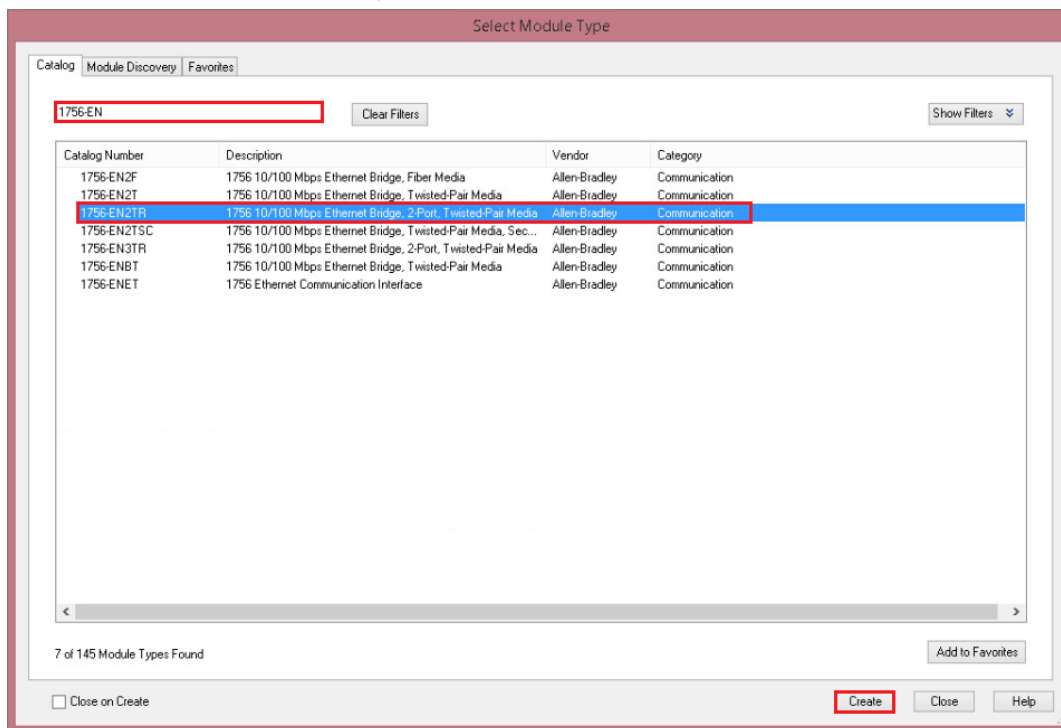 Select Module Type
Catalog Module Discovery Favorites
1756-EN Clear Filters Show Filters
Catalog Number Description Vendor Category
1756-EN2F 1756 10/100 Mbps Ethernet Bridge, Fiber Media Allen-Bradley Communication
1756-EN2T 1756 10/100 Mbps Ethernet Bridge, Twisted-Pair Media Allen-Bradley Communication
1756-EN2TR 1756 10/100 Mbps Ethernet Bridge, 2-Port, Twisted-Pair Media Allen-Bradley Communication
1756-EN2TSC 1756 10/100 Mbps Ethernet Bridge, Twisted-Pair Media, Sec... Allen-Bradley Communication
1756-EN3TR 1756 10/100 Mbps Ethernet Bridge, 2-Port, Twisted-Pair Media Allen-Bradley Communication
1756-ENBT 1756 10/100 Mbps Ethernet Bridge, Twisted-Pair Media Allen-Bradley Communication
1756-ENET 1756 Ethernet Communication Interface Allen-Bradley Communication
7 of 145 Module Types Found Add to Favorites
Close on Create Create Close Help